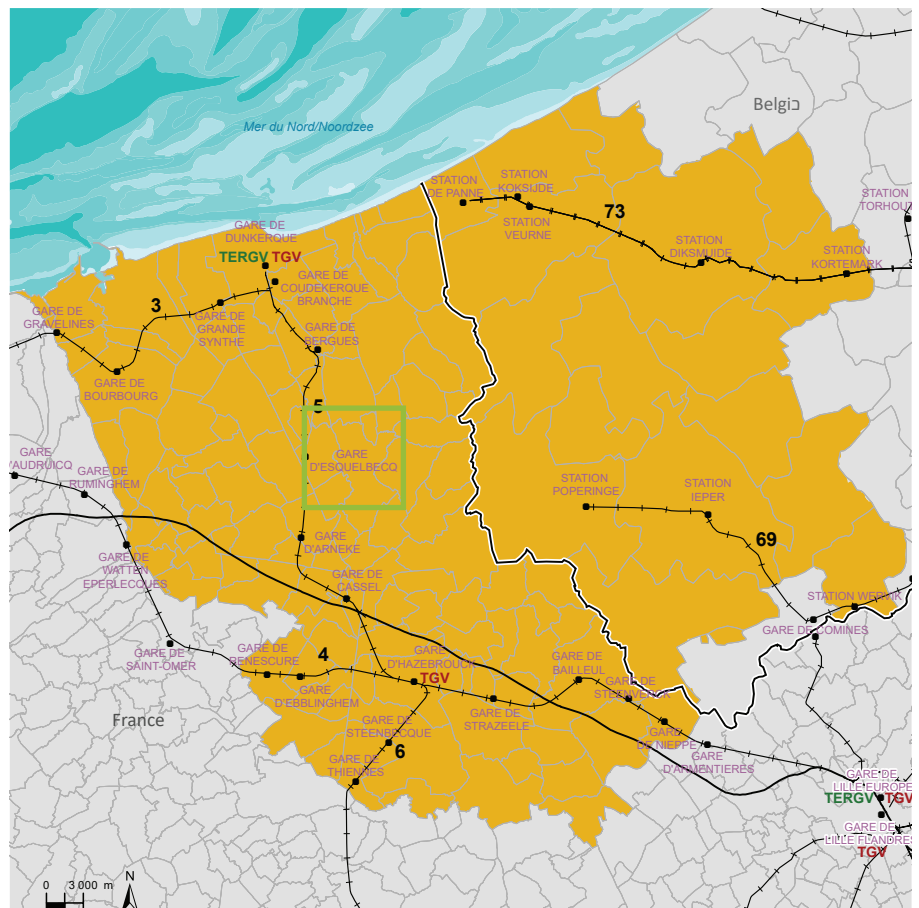 Belgiב
Mer du Nord/Noordzee
STATION
DE PANNE
STATION
KOKSIJDE
STATION
VEURNE
73
STATION
TORHOUT
STATION
DIKSMUIDE
STATION
KORTEMARK
GARE DE
DUNKERQUE
TERGV TGV
GARE DE
COUDEKERQUE
BRANCHE
3
GARE DE
GRAVELINES
GARE DE
GRANDE
SYNTHE
GARE DE
BERGUES
GARE DE
BOURBOURG
5
GARE
D'ESQUELBECQ
GARE
'AUDRUICQ
GARE DE
RUMINGHEM
STATION
POPERINGE
STATION
IEPER
69
GARE DE
WATTEN
EPERLECQUES
GARE
D'ARNEKE
GARE DE
CASSEL
STATION WERVIK
GARE DE COMINES
GARE DE
SAINT-OMER
GARE DE
RENESCURE
4
GARE
D'EBBLINGHEM
GARE
D'HAZEBROUCK
TGV
GARE DE
BAILLEUL
GARE DE
STEENWERCK
GARE DE
STRAZEELE
France
GARE DE
STEENBECQUE
6
GARE DE
THIENNES
GARE
DE NIEPPE
GARE
D'ARMENTIERES
GARE DE
LILLE EUROPE
TERGV TGV
GARE DE
LILLE FLANDRES
TGV
0 3 000 m
N